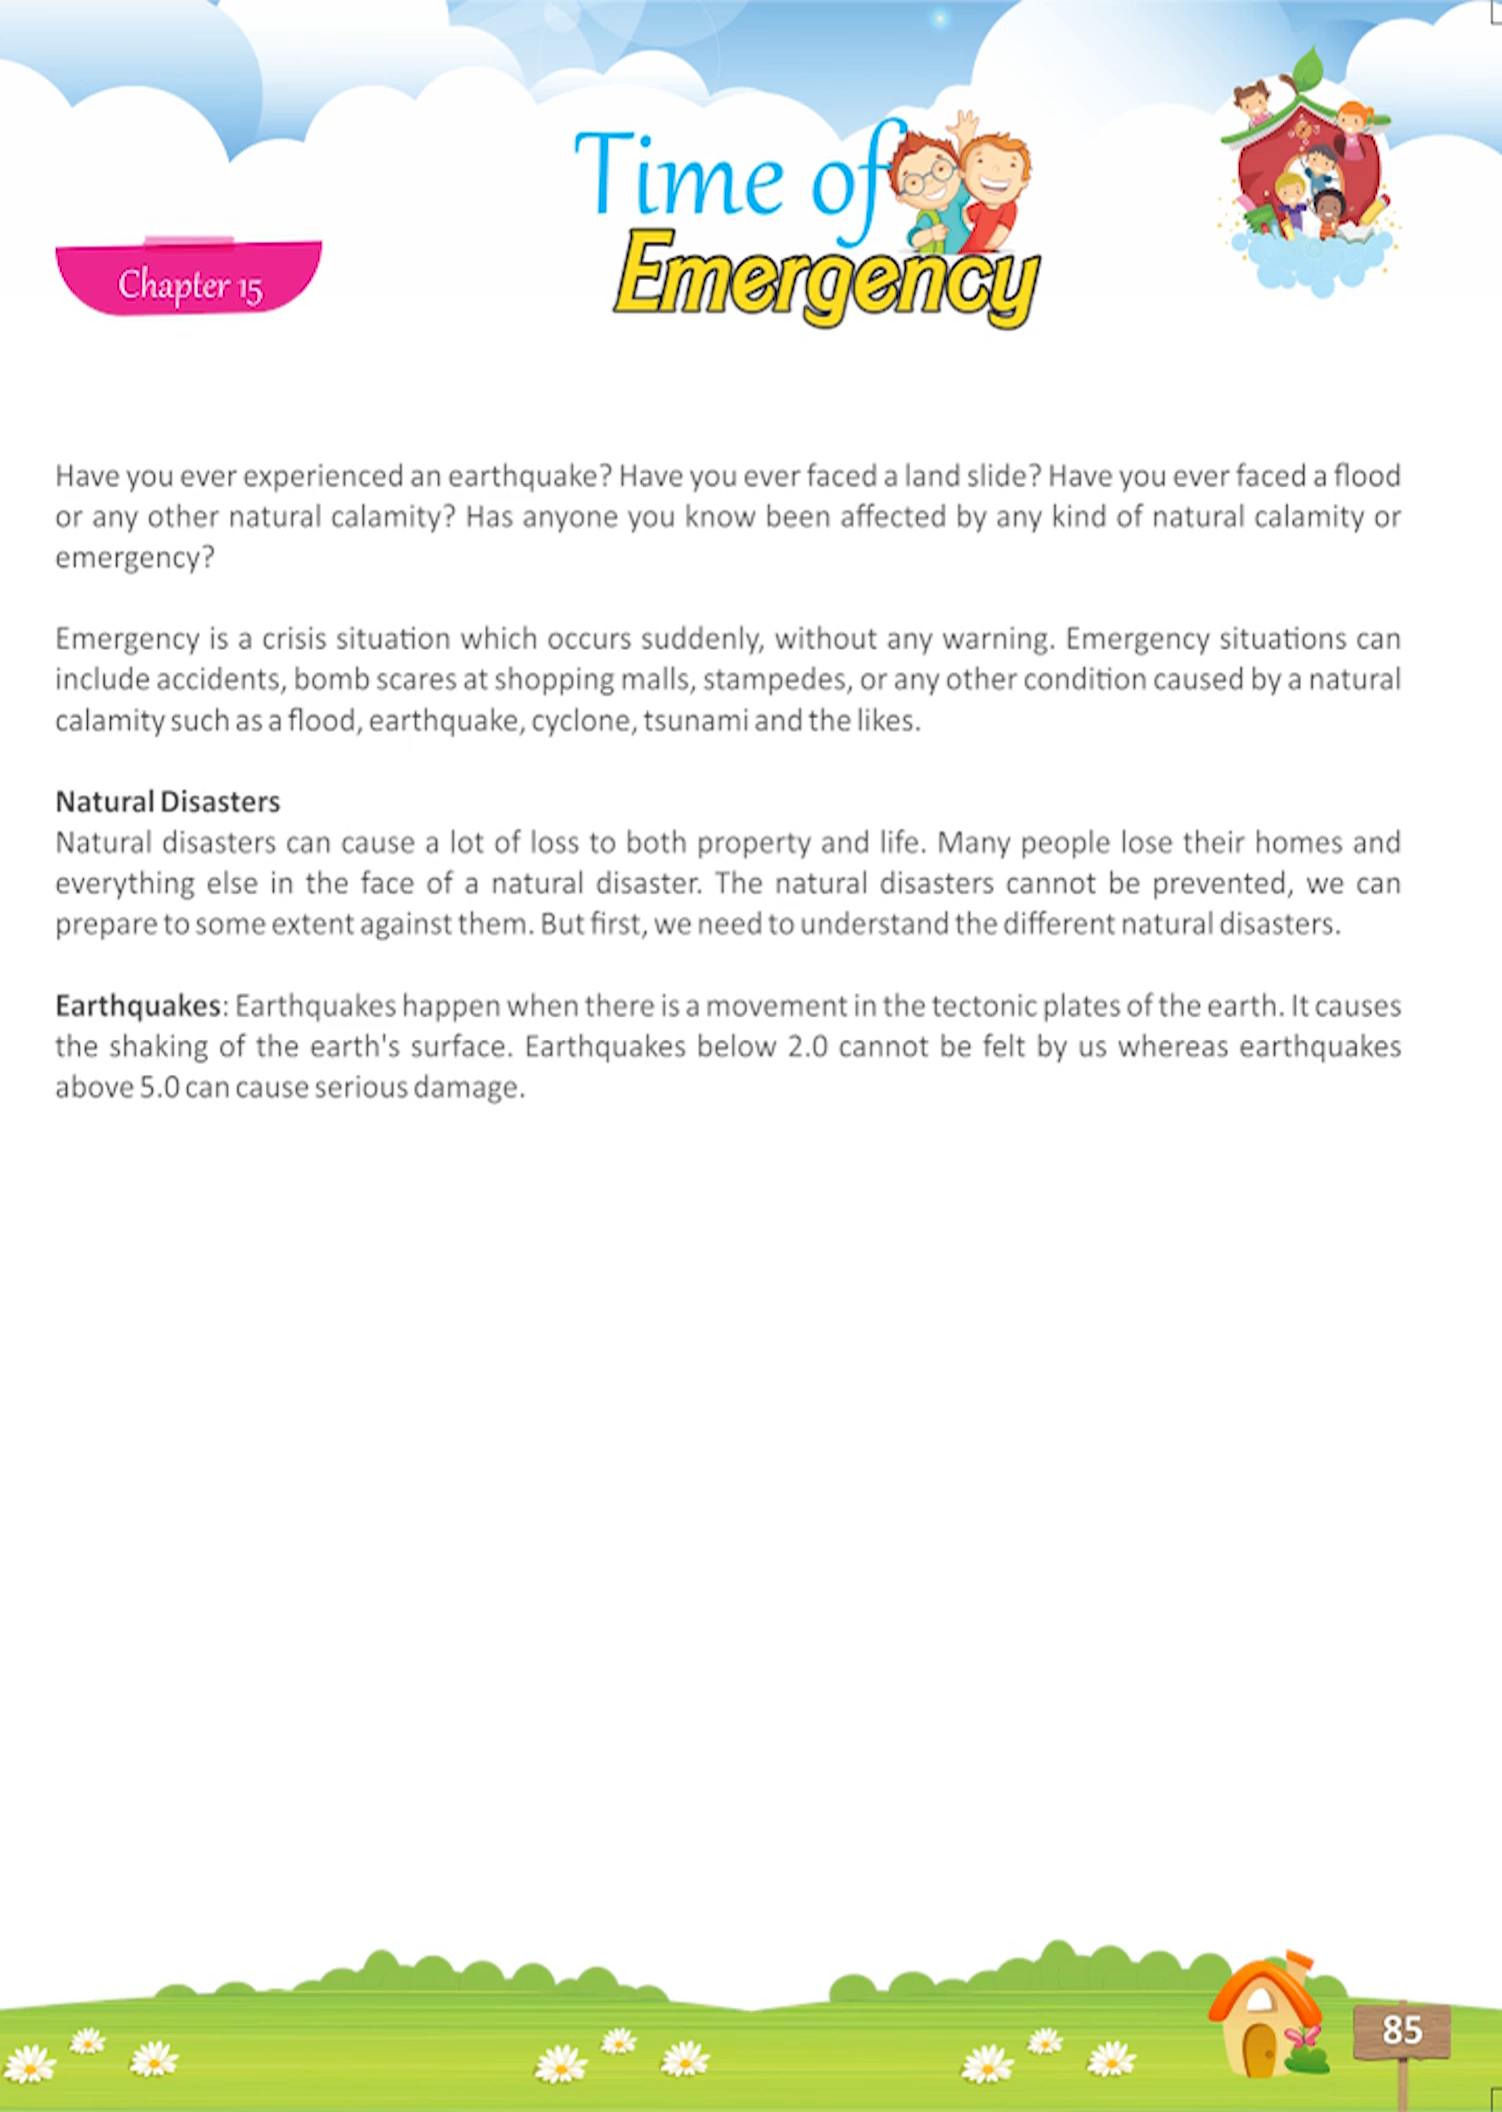 Time of
Emergency
Chapter 15
Have you ever experienced an earthquake? Have you ever faced a land slide? Have you ever faced a flood
or any other natural calamity? Has anyone you know been affected by any kind of natural calamity or
emergency?
Emergency is a crisis situation which occurs suddenly, without any warning. Emergency situations can
include accidents, bomb scares at shopping malls, stampedes, or any other condition caused by a natural
calamity such as a flood, earthquake, cyclone, tsunami and the likes.
Natural Disasters
Natural disasters can cause a lot of loss to both property and life. Many people lose their homes and
everything else in the face of a natural disaster. The natural disasters cannot be prevented, we can
prepare to some extent against them. But first, we need to understand the different natural disasters.
Earthquakes: Earthquakes happen when there is a movement in the tectonic plates of the earth. It causes
the shaking of the earth's surface. Earthquakes below 2.0 cannot be felt by us whereas earthquakes
above 5.0 can cause serious damage.
85